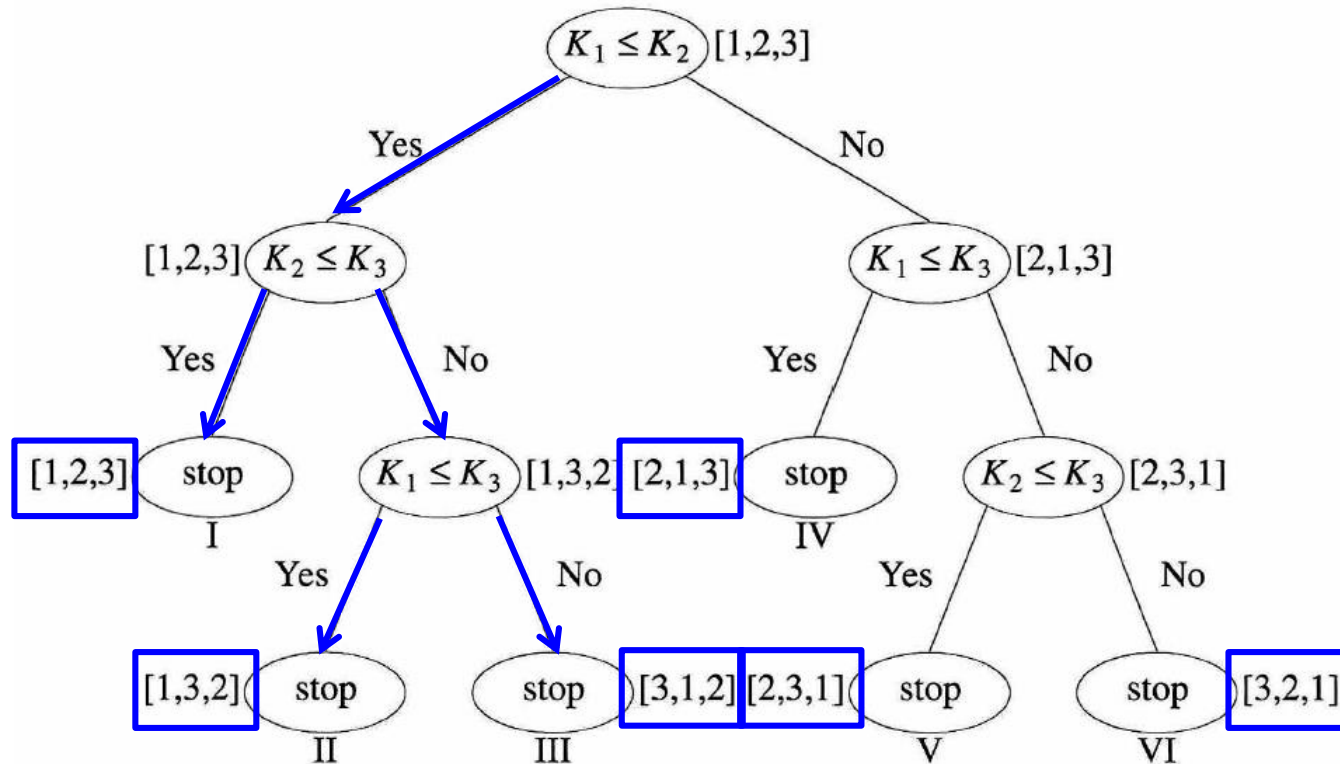 K₁ ≤ K₂ [1,2,3]
Yes No
[1,2,3] K₂ ≤ K₃ K₁ ≤ K₃ [2,1,3]
Yes No Yes No
[1,2,3] stop K₁ ≤ K₃ [1,3,2] [2,1,3] stop K₂ ≤ K₃ [2,3,1]
I IV
Yes No Yes No
[1,3,2] stop stop [3,1,2] [2,3,1] stop stop [3,2,1]
II III V VI